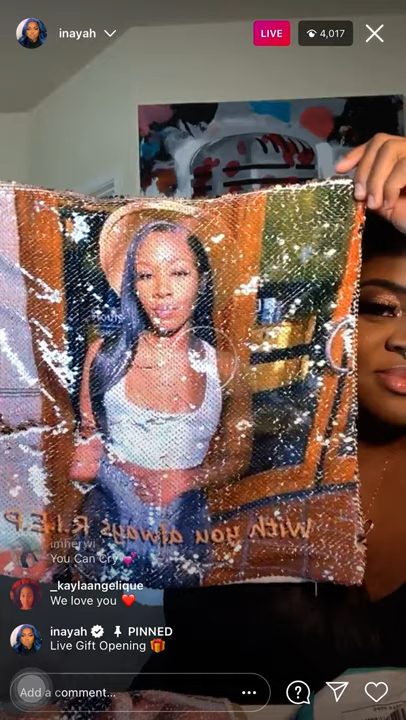 inayah
LIVE
4,017
With you always R.I.E.P
imherwi
You Can Cry 💕
_kaylaangelique
We love you ❤️
inayah PINNED
Live Gift Opening 🎁
Add a comment...